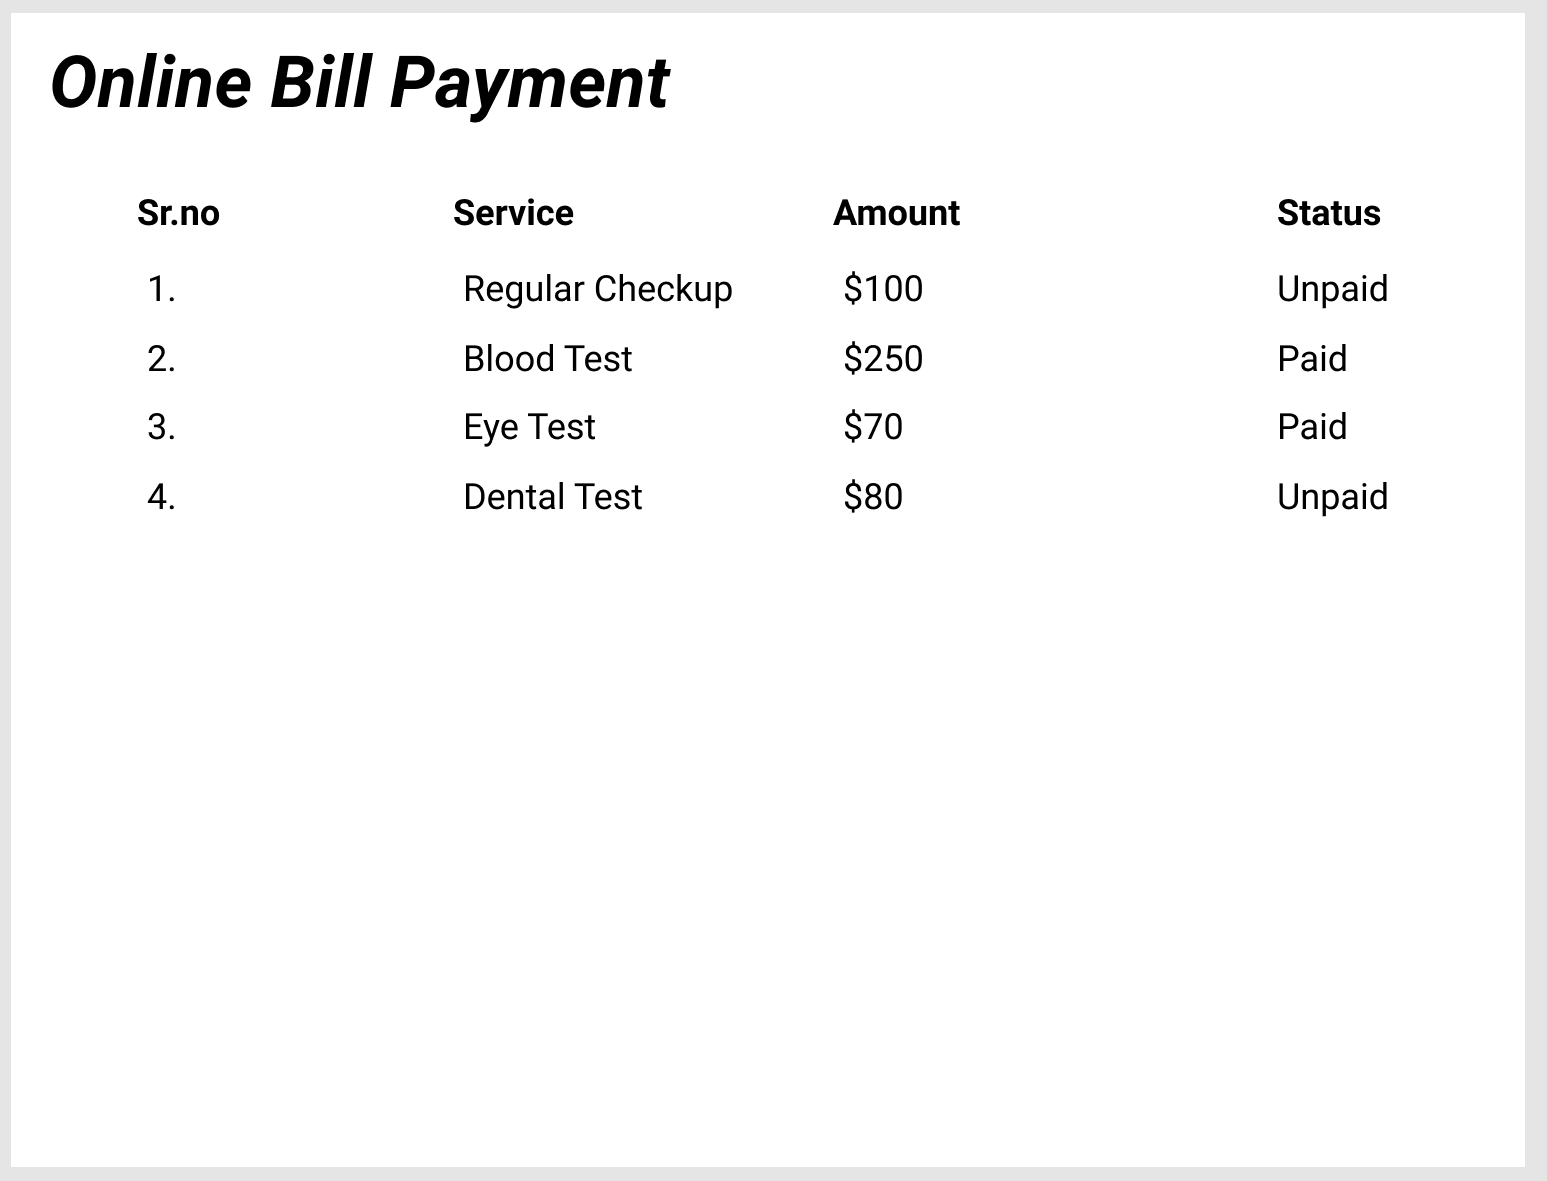 Online Bill Payment
Sr.no Service Amount Status
1. Regular Checkup $100 Unpaid
2. Blood Test $250 Paid
3. Eye Test $70 Paid
4. Dental Test $80 Unpaid